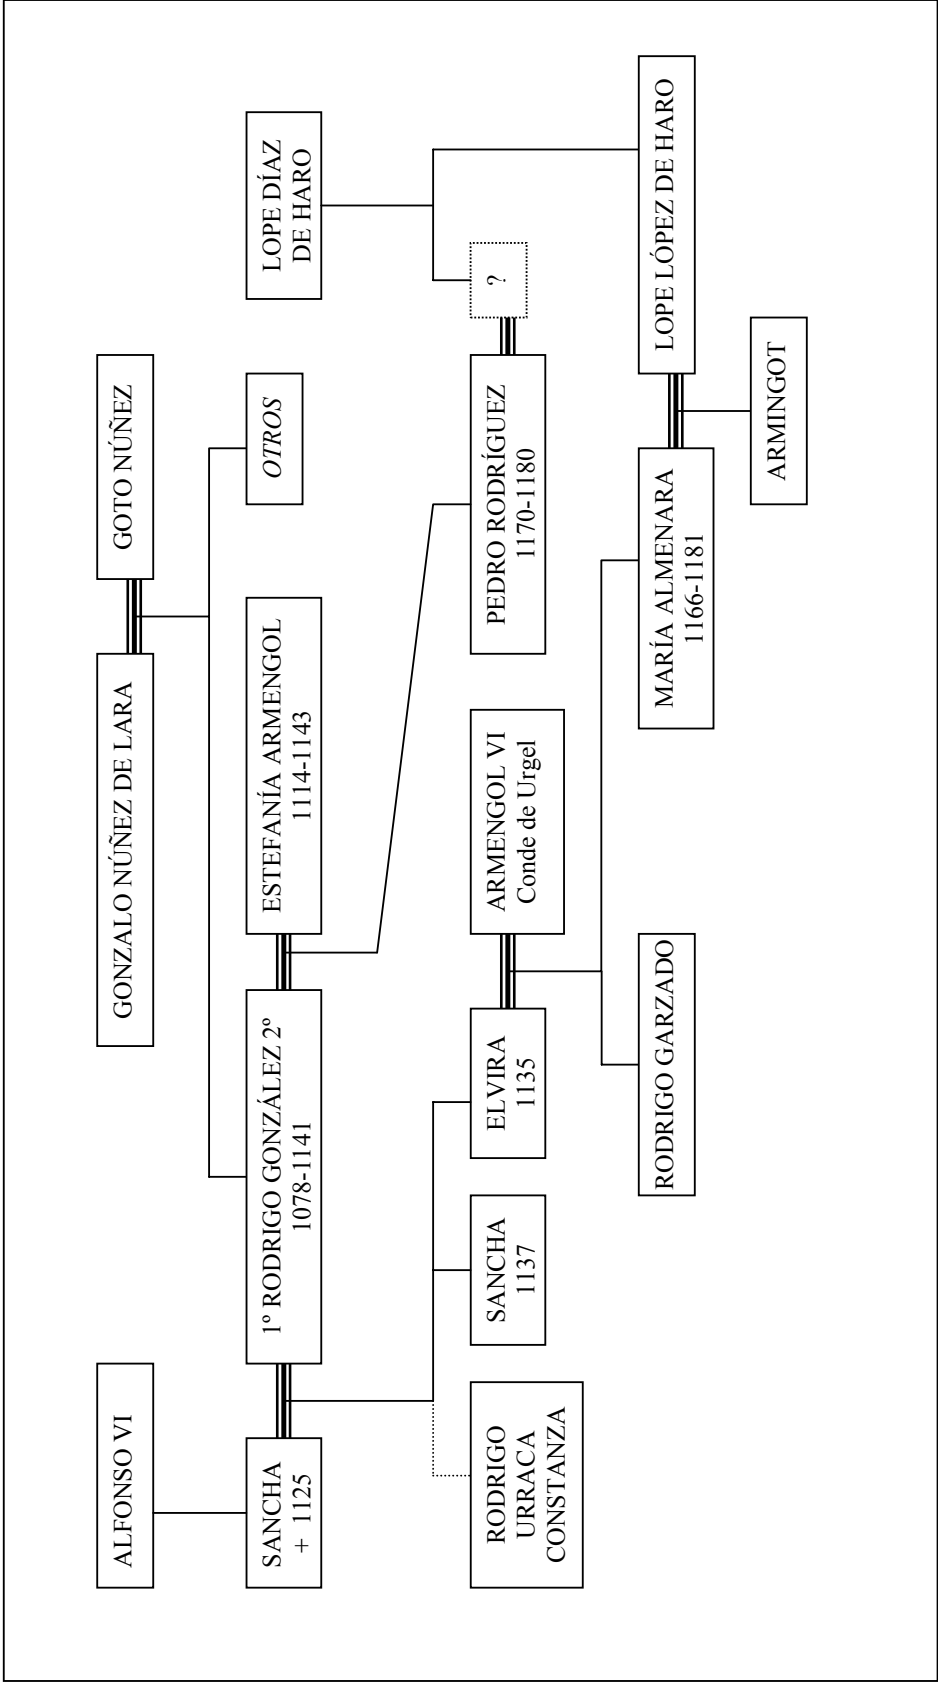 ALFONSO VI
GONZALO NÚÑEZ DE LARA
GOTO NÚÑEZ
SANCHA
+ 1125
1º RODRIGO GONZÁLEZ 2º
1078-1141
ESTEFANÍA ARMENGOL
1114-1143
OTROS
LOPE DÍAZ
DE HARO
RODRIGO
URRACA
CONSTANZA
SANCHA
1137
ELVIRA
1135
ARMENGOL VI
Conde de Urgel
PEDRO RODRÍGUEZ
1170-1180
?
RODRIGO GARZADO
MARÍA ALMENARA
1166-1181
LOPE LÓPEZ DE HARO
ARMINGOT